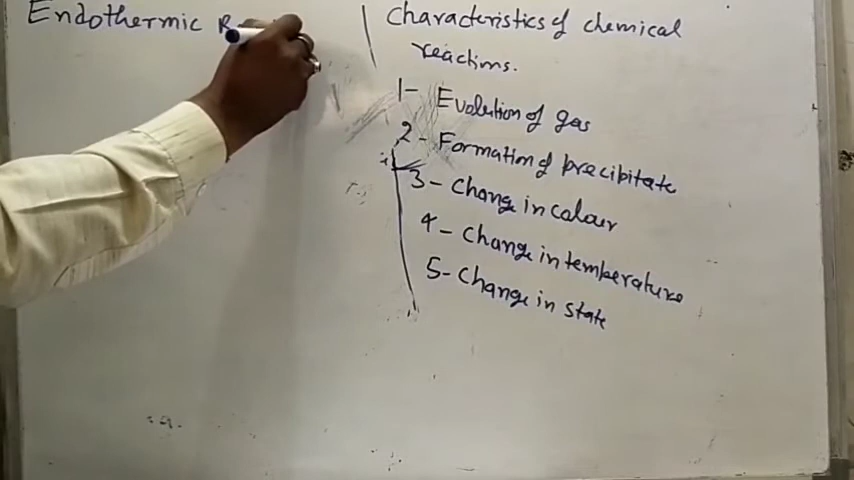 Endothermic R
Characteristics of chemical
reactions.
1- Evolution of gas
2- Formation of precipitate
3- Change in colour
4- Change in temperature
5- Change in state